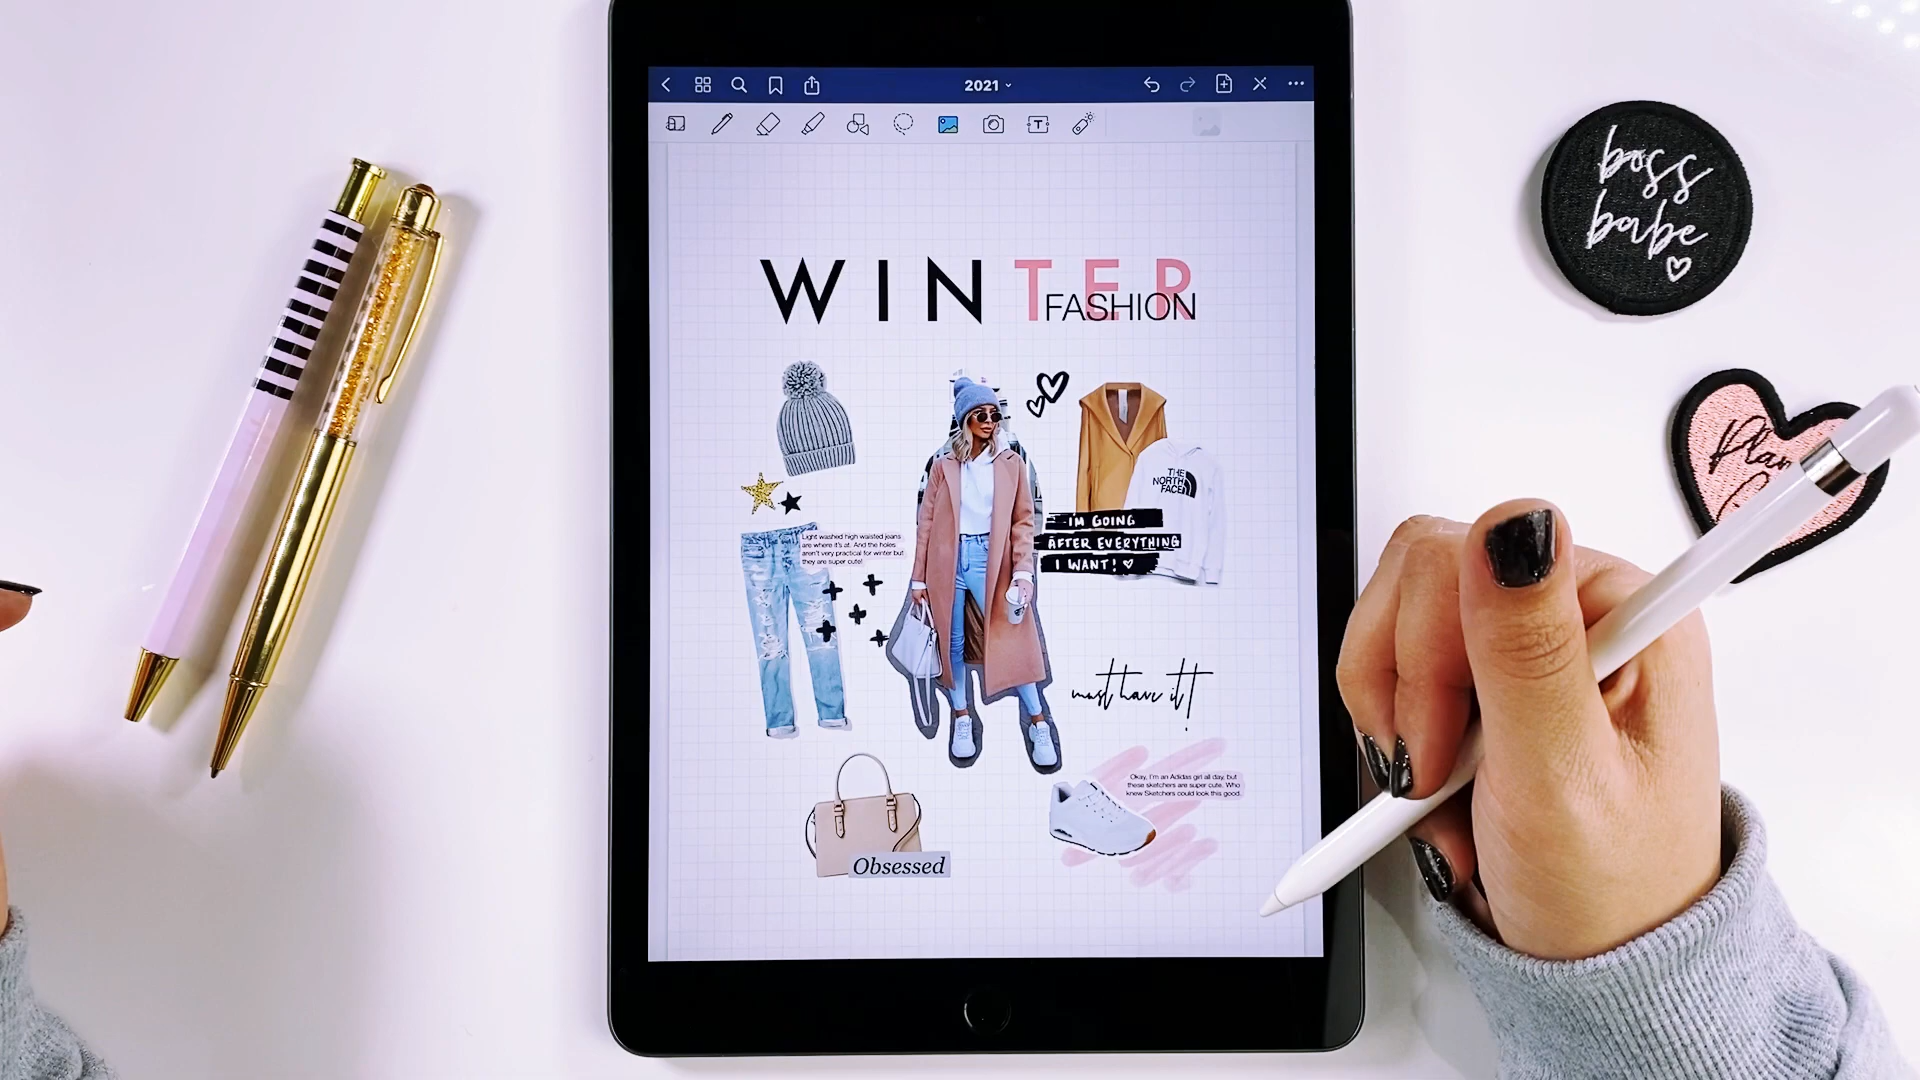 2021
WINTER
FASHION
THE
NORTH
FACE
I'M GOING
AFTER EVERYTHING
I WANT!
Light washed high waisted jeans
are where it's at. And the holes
aren't very practical for winter but
they are super cute!
must have it!
Okay, I'm an Adidas girl all day, but
these sketchers are super cute. Who
knew Sketchers could look this good.
Obsessed
boss
babe